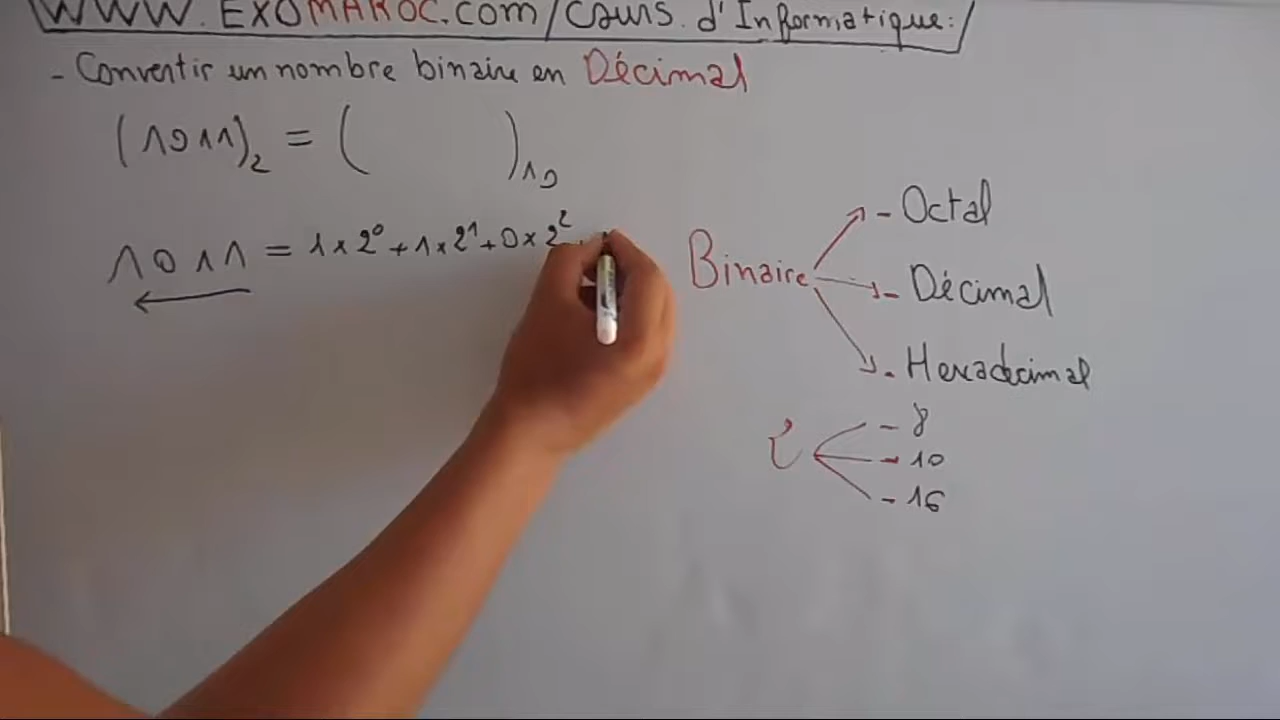 WWW.EXOMAROC.com/Cours.d'Informatique:/
- Convertir un nombre binaire en Décimal
(1011)₂ = (          )₁₀
1011 = 1×2⁰+1×2¹+0×2²
Binaire
- Octal
- Décimal
- Hexadécimal
- 8
- 10
- 16